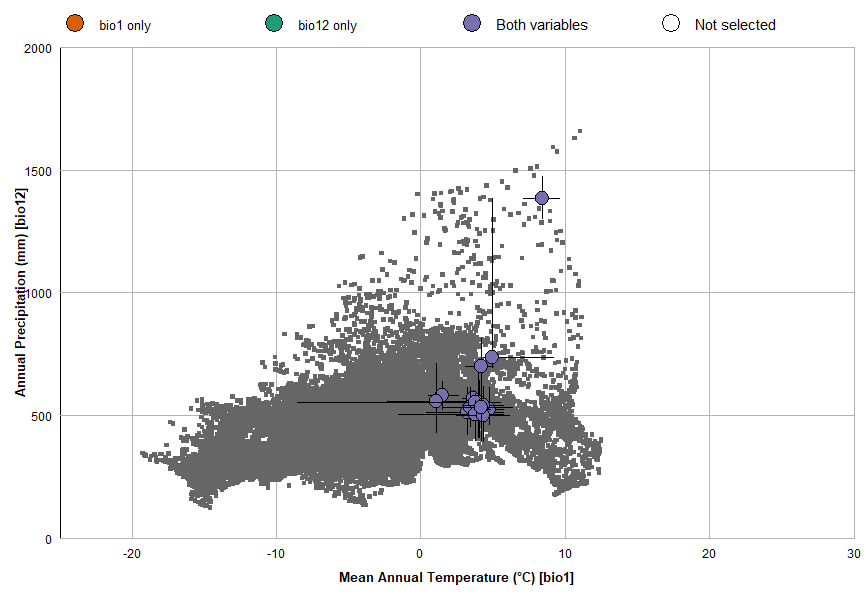 bio1 only bio12 only Both variables Not selected
2000
1500
1000
500
0
Annual Precipitation (mm) [bio12]
-20 -10 0 10 20 30
Mean Annual Temperature (°C) [bio1]